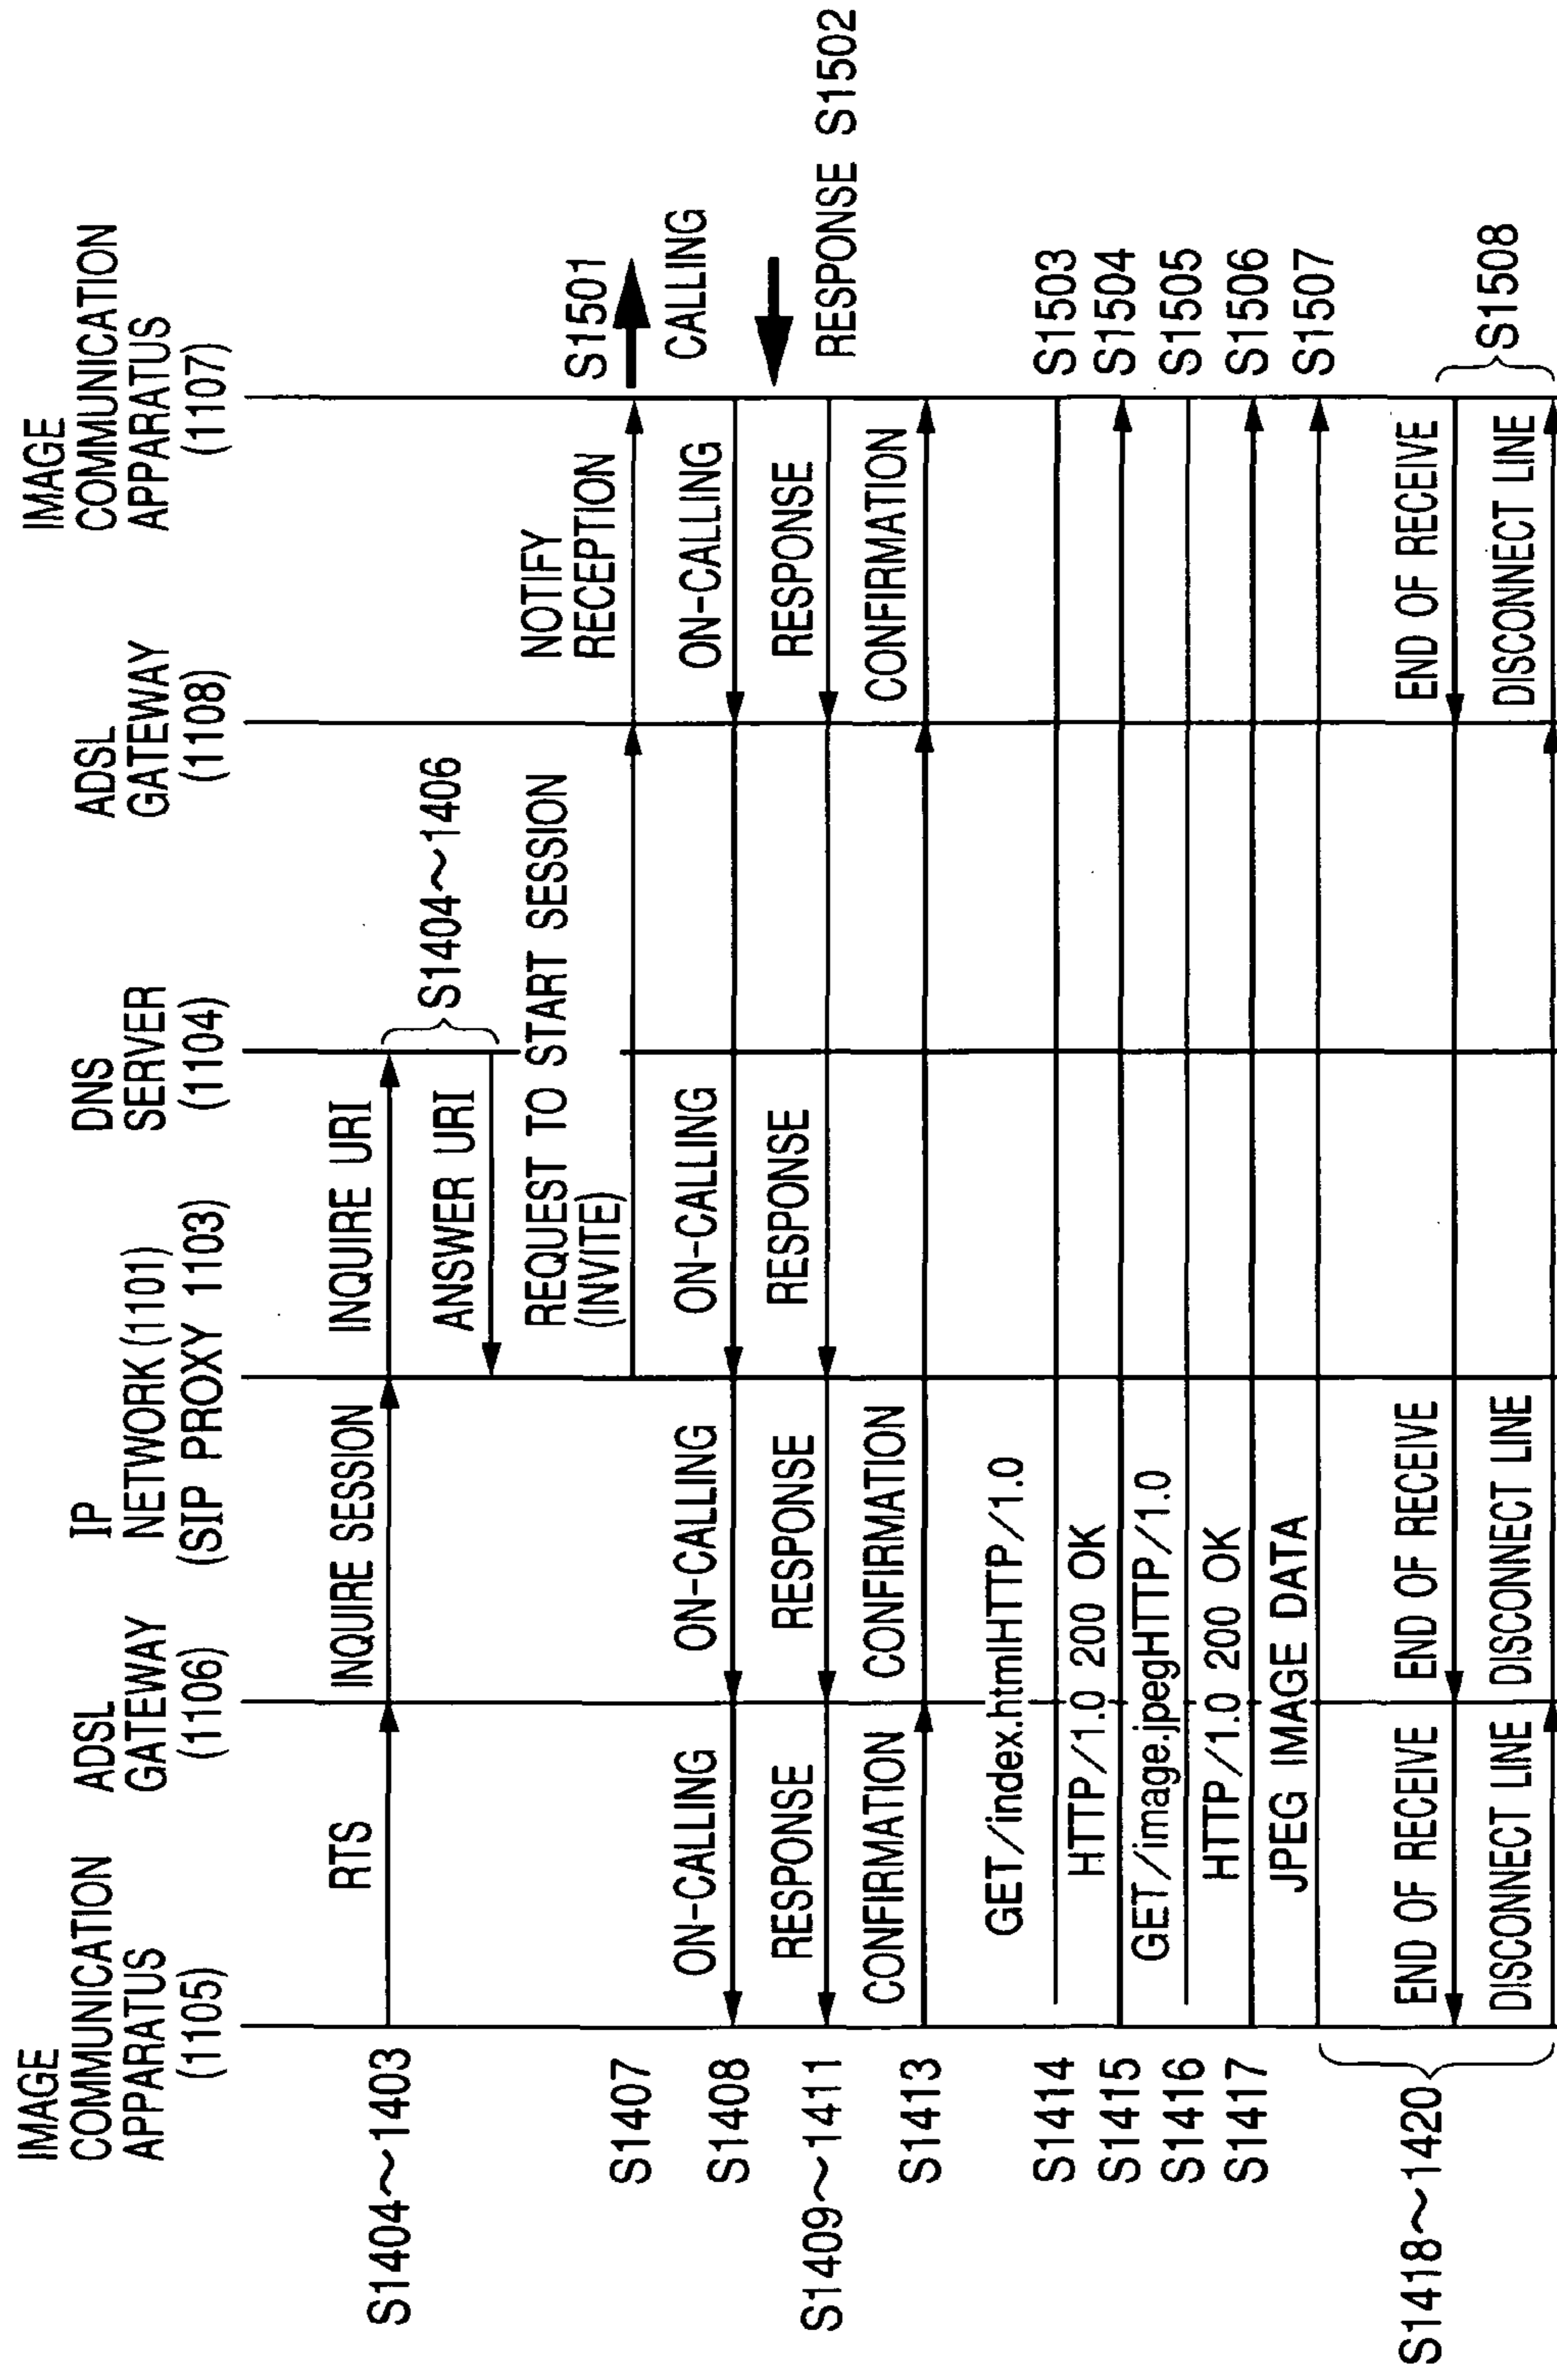 IMAGE
COMMUNICATION
APPARATUS
(1105)
ADSL
GATEWAY
(1106)
IP
NETWORK (1101)
(SIP PROXY 1103)
DNS
SERVER
(1104)
ADSL
GATEWAY
(1108)
IMAGE
COMMUNICATION
APPARATUS
(1107)
S1404~1403
RTS
INQUIRE SESSION
INQUIRE URI
ANSWER URI
S1404~1406
S1407
REQUEST TO START SESSION
(INVITE)
NOTIFY
RECEPTION
S1501
CALLING
S1408
ON-CALLING
ON-CALLING
ON-CALLING
ON-CALLING
S1409~1411
RESPONSE
RESPONSE
RESPONSE
RESPONSE
RESPONSE S1502
S1413
CONFIRMATION
CONFIRMATION
CONFIRMATION
S1414
GET/index.htmlHTTP/1.0
S1503
S1415
HTTP/1.0 200 OK
S1504
S1416
GET/image.jpegHTTP/1.0
S1505
S1417
HTTP/1.0 200 OK
S1506
JPEG IMAGE DATA
S1507
S1418~1420
END OF RECEIVE
END OF RECEIVE
END OF RECEIVE
DISCONNECT LINE
DISCONNECT LINE
DISCONNECT LINE
S1508